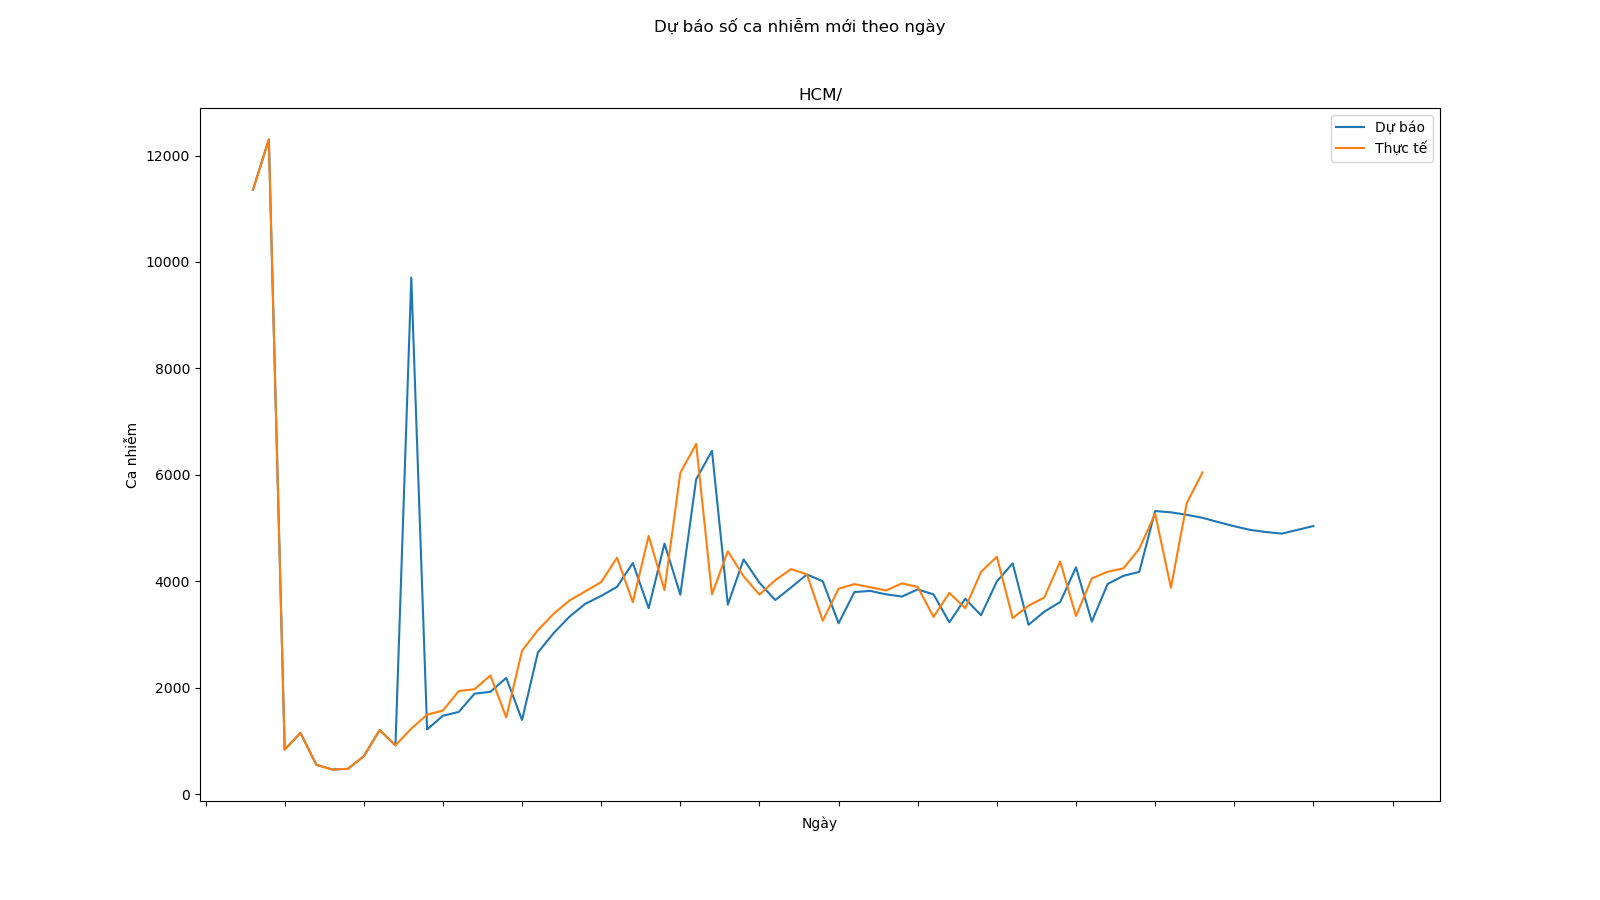 Dự báo số ca nhiễm mới theo ngày
HCM/
Dự báo
Thực tế
12000
10000
8000
6000
4000
2000
0
Ca nhiễm
Ngày